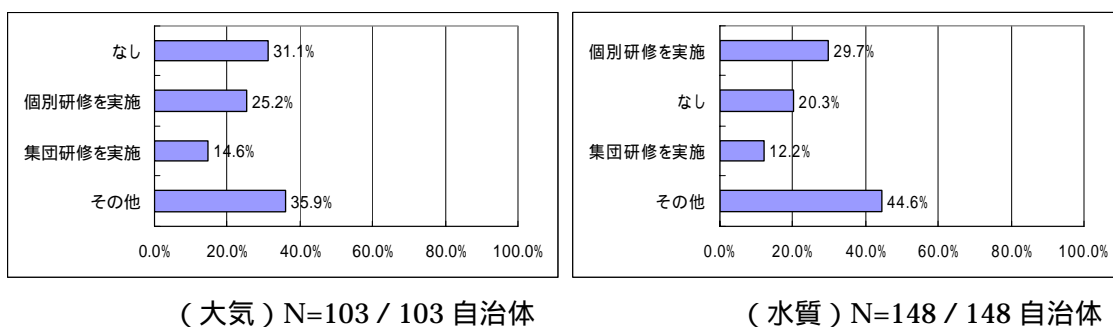 なし 31.1%
個別研修を実施 25.2%
集団研修を実施 14.6%
その他 35.9%
0.0% 20.0% 40.0% 60.0% 80.0% 100.0%
(大気)N=103/103 自治体
個別研修を実施 29.7%
なし 20.3%
集団研修を実施 12.2%
その他 44.6%
0.0% 20.0% 40.0% 60.0% 80.0% 100.0%
(水質)N=148/148 自治体